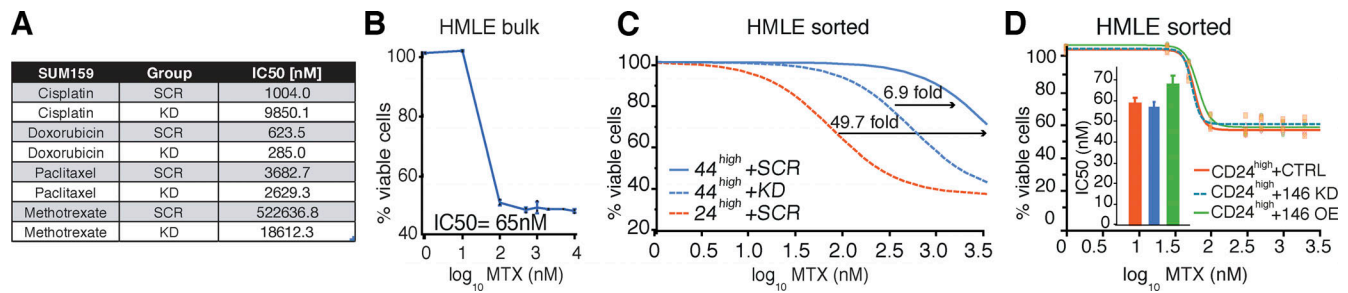 A
SUM159 Group IC50 [nM]
Cisplatin SCR 1004.0
Cisplatin KD 9850.1
Doxorubicin SCR 623.5
Doxorubicin KD 285.0
Paclitaxel SCR 3682.7
Paclitaxel KD 2629.3
Methotrexate SCR 522636.8
Methotrexate KD 18612.3
B
HMLE bulk
% viable cells
100
80
60
40
IC50= 65nM
0 1 2 3 4
log10 MTX (nM)
C
HMLE sorted
% viable cells
100
80
60
40
20
0
6.9 fold
49.7 fold
44high+SCR
44high+KD
24high+SCR
0 0.5 1.0 1.5 2.0 2.5 3.0 3.5
log10 MTX (nM)
D
HMLE sorted
% viable cells
100
80
60
40
20
0
IC50 (nM)
70
60
50
40
30
20
10
0
CD24high+CTRL
CD24high+146 KD
CD24high+146 OE
0 0.5 1 1.5 2 2.5 3 3.5
log10 MTX (nM)